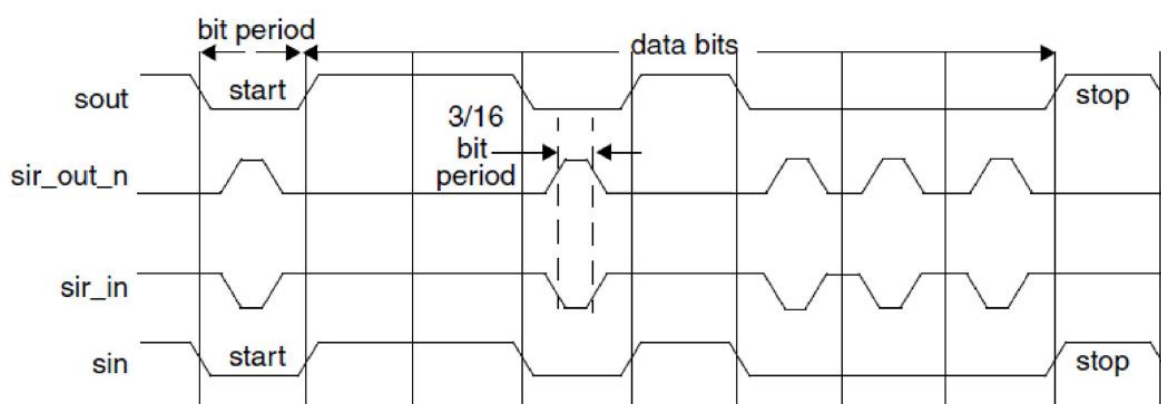 bit period
data bits
sout
start
stop
3/16
bit
period
sir_out_n
sir_in
sin
start
stop